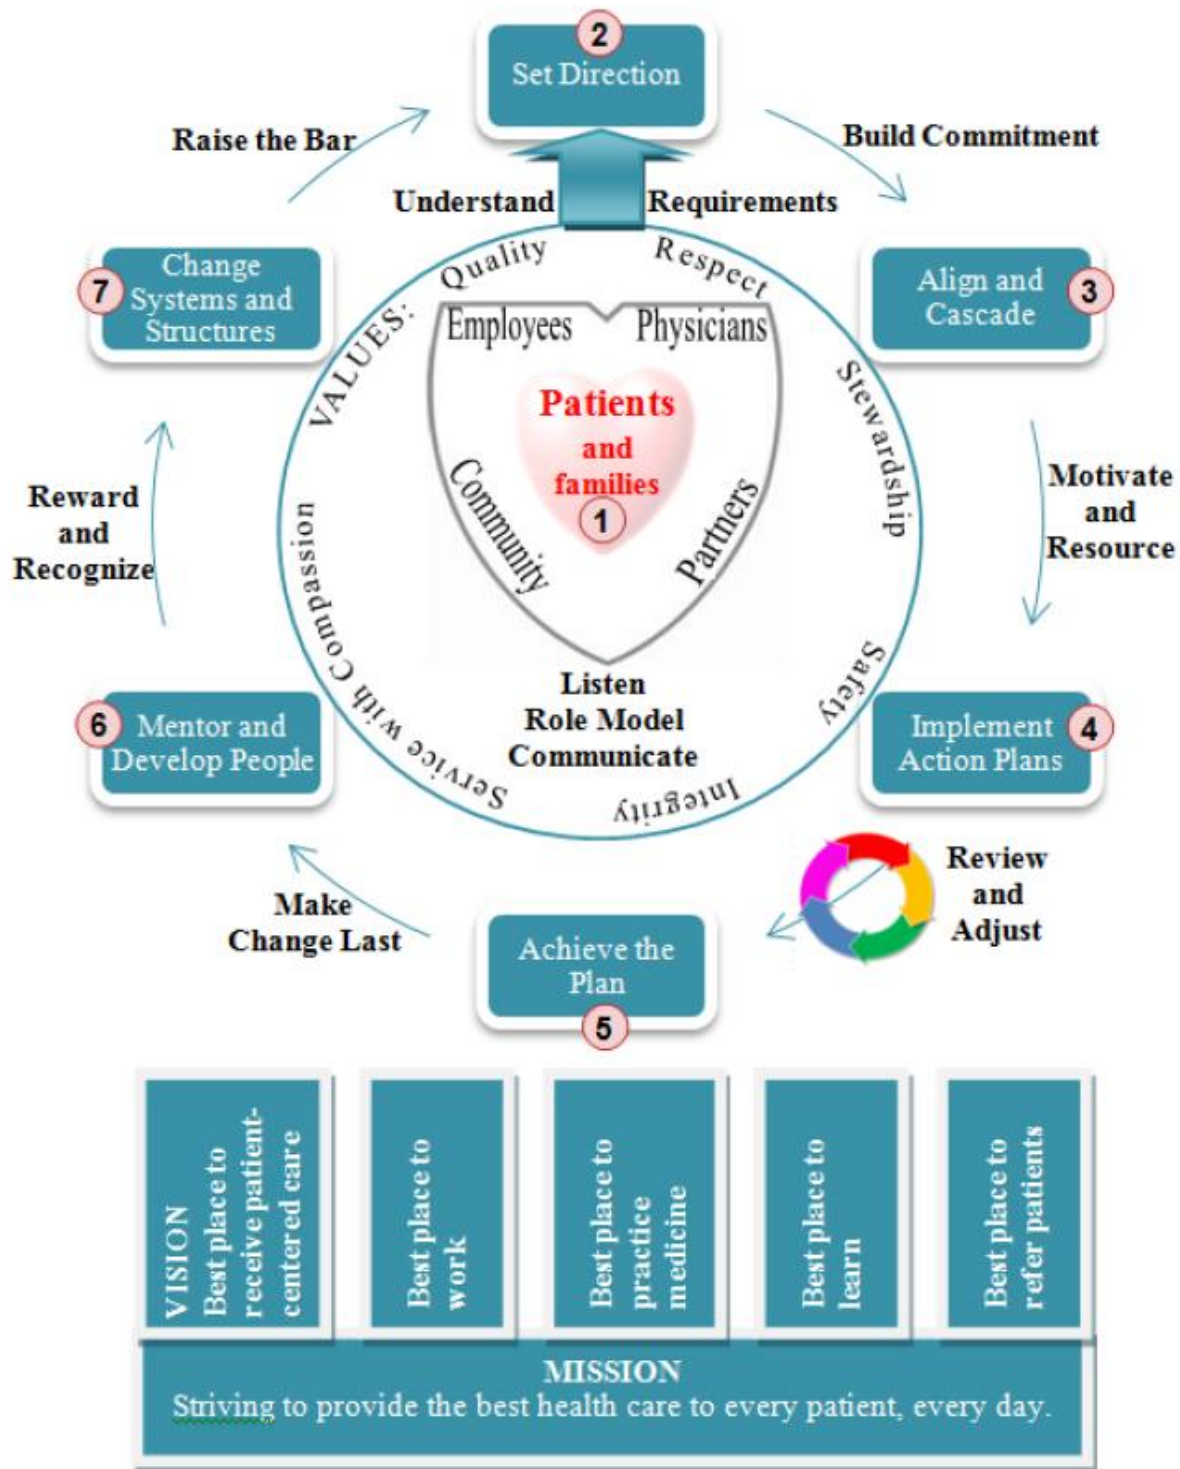 2
Set Direction
Raise the Bar
Build Commitment
Understand Requirements
7
Change
Systems and
Structures
Align and
Cascade
3
VALUES:
Quality
Respect
Stewardship
Safety
Integrity
Service with Compassion
Employees
Physicians
Patients
and
families
1
Community
Partners
Listen
Role Model
Communicate
Reward
and
Recognize
Motivate
and
Resource
6
Mentor and
Develop People
Implement
Action Plans
4
Make
Change Last
Achieve the
Plan
5
Review
and
Adjust
VISION
Best place to
receive patient-
centered care
Best place to
work
Best place to
practice
medicine
Best place to
learn
Best place to
refer patients
MISSION
Striving to provide the best health care to every patient, every day.